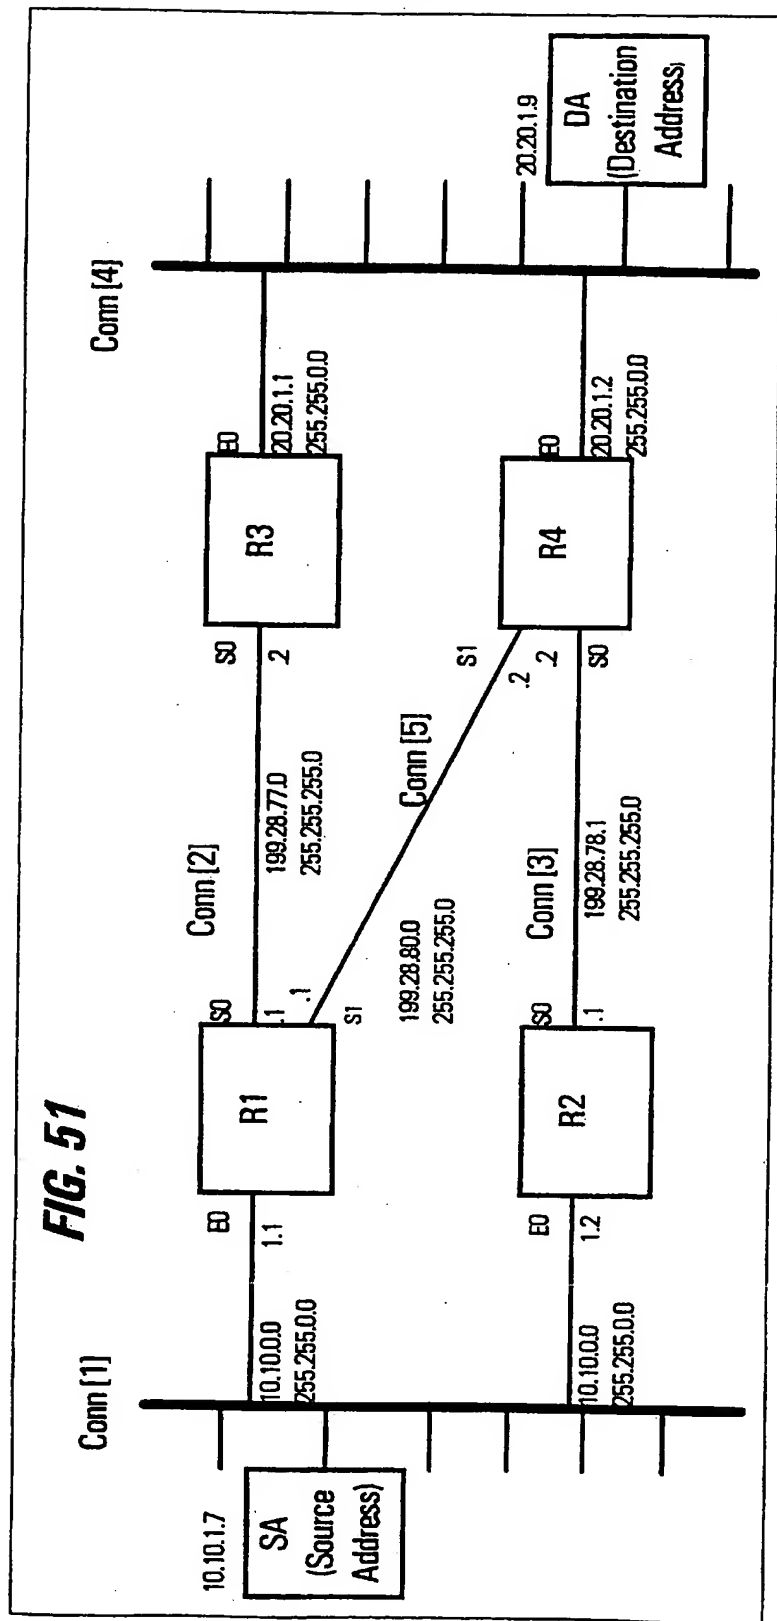 FIG. 51
Conn [1]
10.10.1.7
SA
(Source
Address)
10.10.0.0
255.255.0.0
E0
1.1
R1
S0
.1
.1
S1
Conn [2]
199.28.77.0
255.255.255.0
S0
.2
R3
E0
20.20.1.1
255.255.0.0
Conn [4]
199.28.80.0
255.255.255.0
Conn [5]
S1
.2
10.10.0.0
255.255.0.0
E0
1.2
R2
S0
.1
Conn [3]
199.28.78.1
255.255.255.0
.2
S0
R4
E0
20.20.1.2
255.255.0.0
20.20.1.9
DA
(Destination
Address)